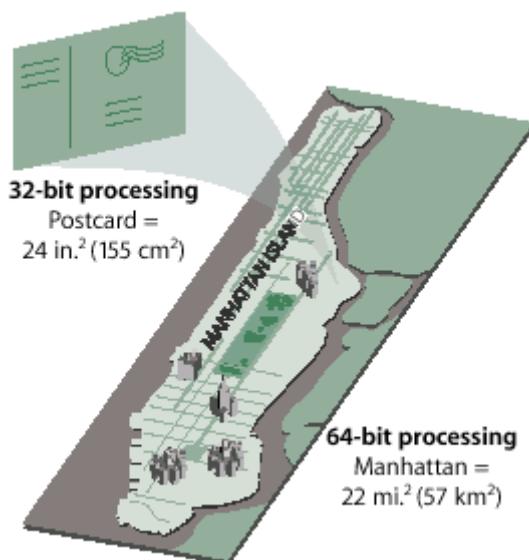 32-bit processing
Postcard =
24 in.² (155 cm²)
MANHATTAN ISLAND
64-bit processing
Manhattan =
22 mi.² (57 km²)